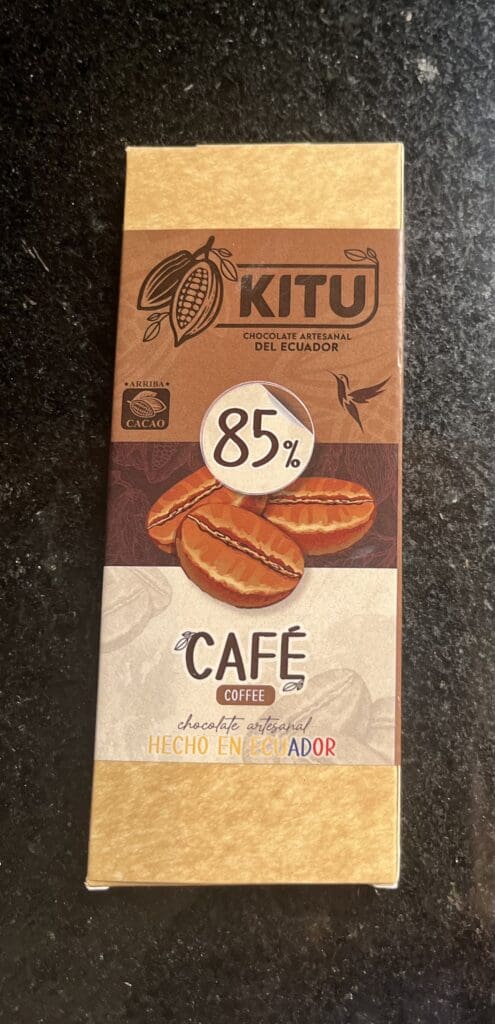 KITU
CHOCOLATE ARTESANAL
DEL ECUADOR
• ARRIBA •
CACAO
85%
CAFÉ
COFFEE
chocolate artesanal
HECHO EN ECUADOR